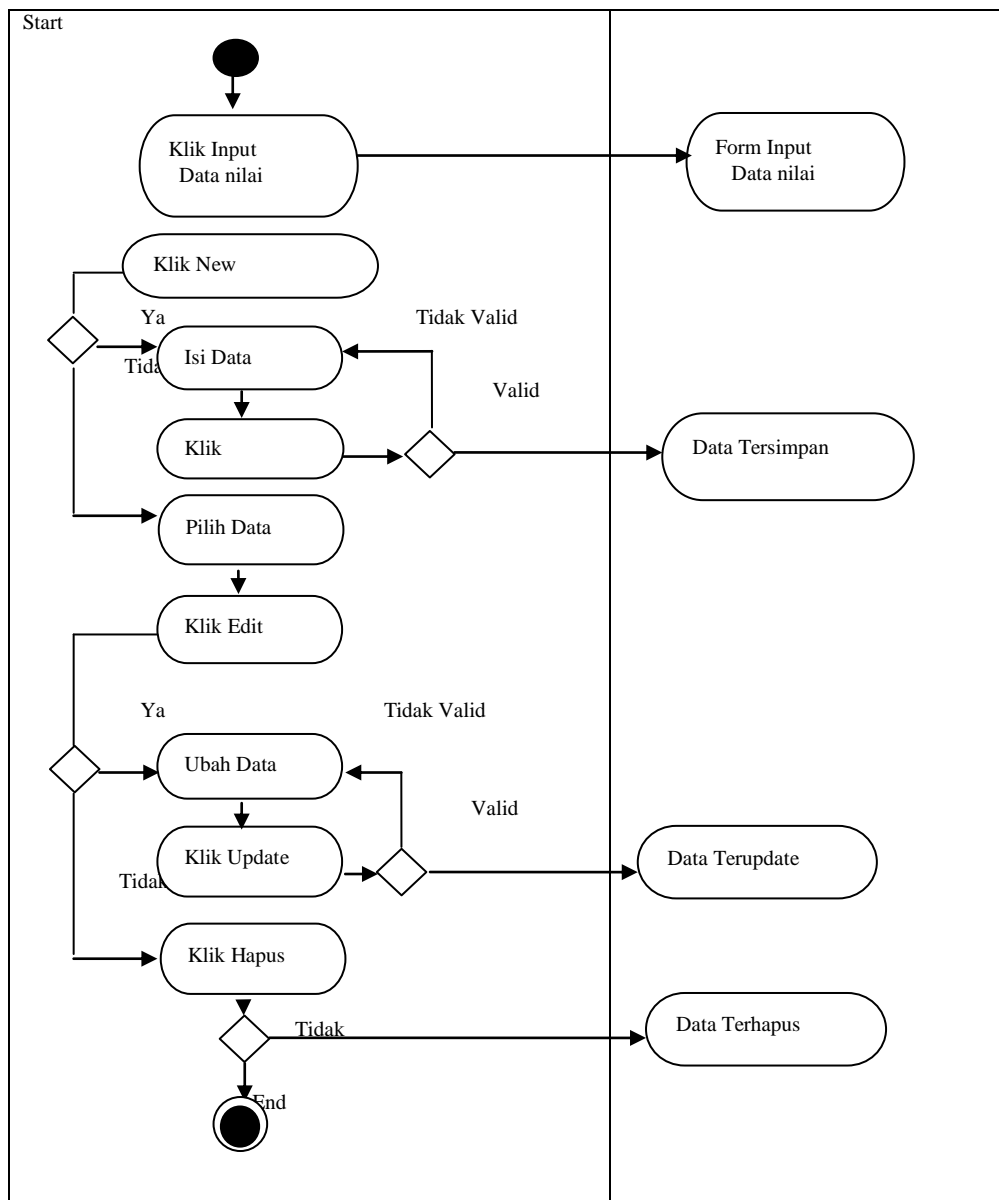 Start
Klik Input
Data nilai
Form Input
Data nilai
Klik New
Ya
Tidak Valid
Isi Data
Valid
Klik
Data Tersimpan
Pilih Data
Klik Edit
Ya
Tidak Valid
Ubah Data
Valid
Klik Update
Data Terupdate
Tidak
Klik Hapus
Tidak
Data Terhapus
End